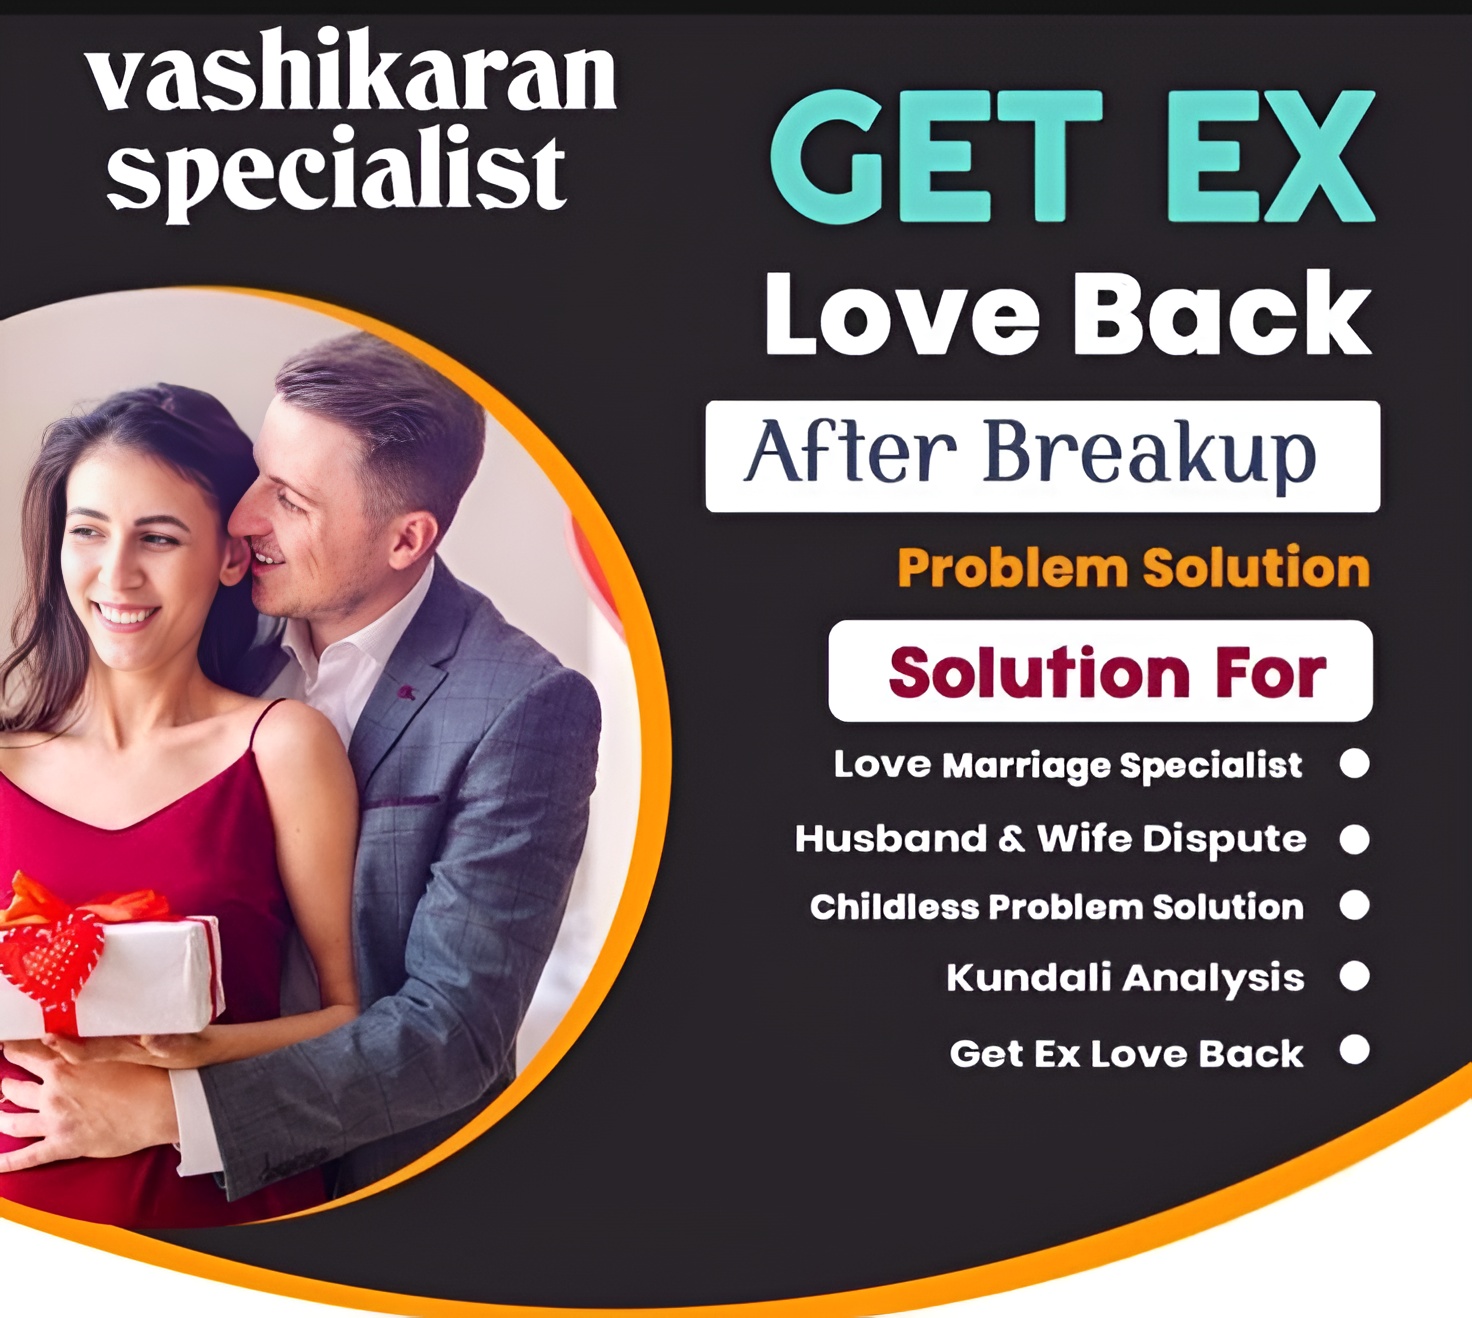 vashikaran
specialist
GET EX
Love Back
After Breakup
Problem Solution
Solution For
Love Marriage Specialist
Husband & Wife Dispute
Childless Problem Solution
Kundali Analysis
Get Ex Love Back